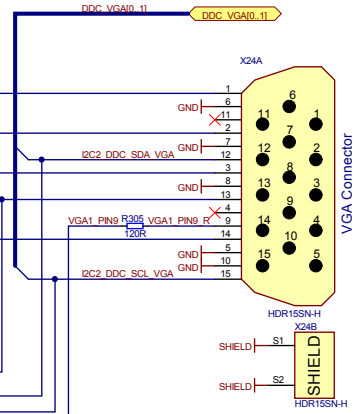 DDC_VGA[0..1]
DDC_VGA[0..1]
X24A
1
GND 6
11
2
GND 7
I2C2_DDC_SDA_VGA 12
3
GND 8
13
4
VGA1_PIN9 R305 VGA1_PIN9_R 9
120R
14
GND 5
GND 10
I2C2_DDC_SCL_VGA 15
6
11 1
7
12 2
8
13 3
9
14 4
10
15 5
VGA Connector
HDR15SN-H
X24B
SHIELD S1
SHIELD S2
SHIELD
HDR15SN-H